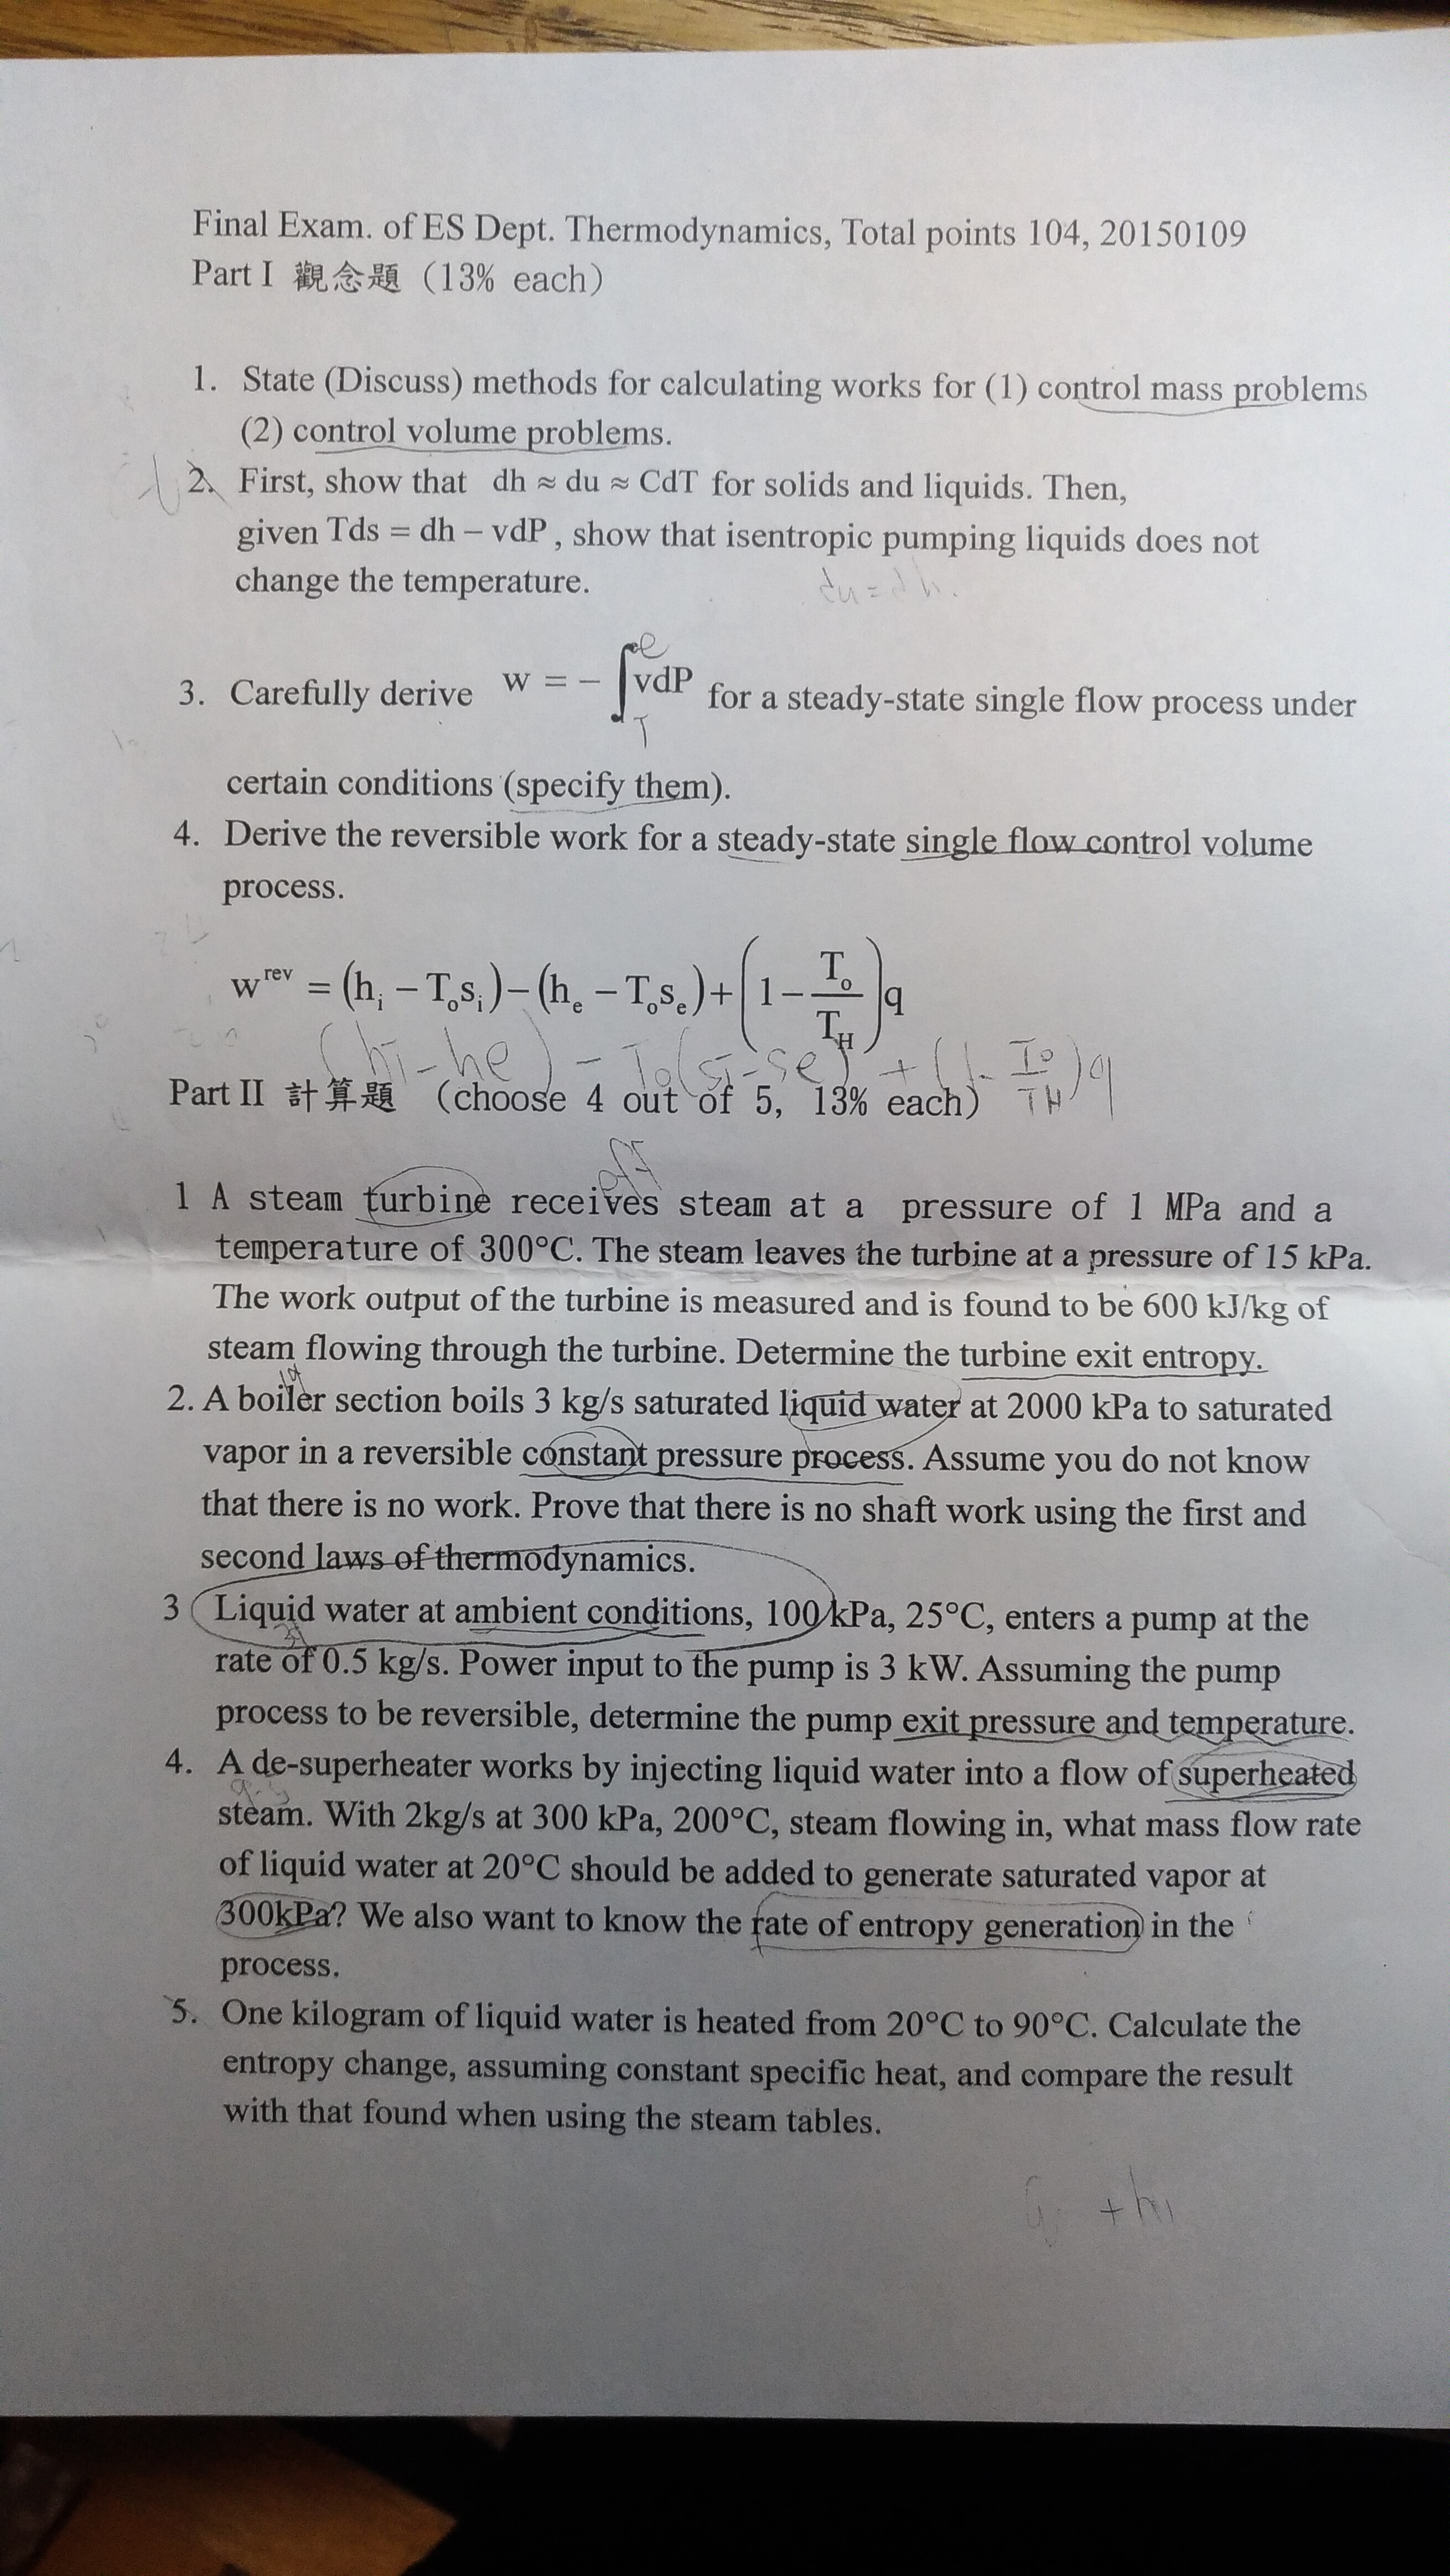 Final Exam. of ES Dept. Thermodynamics, Total points 104, 20150109
Part I 觀念題 (13% each)
1. State (Discuss) methods for calculating works for (1) control mass problems
(2) control volume problems.
2. First, show that dh ≈ du ≈ CdT for solids and liquids. Then,
given Tds = dh – vdP , show that isentropic pumping liquids does not
change the temperature.
du = dh.
3. Carefully derive w = – ∫vdP for a steady-state single flow process under
certain conditions (specify them).
4. Derive the reversible work for a steady-state single flow control volume
process.
w^rev = (h_i – T_o s_i) – (h_e – T_o s_e) + (1 – T_o/T_H) q
(hi - he) - To(si - se) + (1 - To/TH) q
Part II 計算題 (choose 4 out of 5, 13% each)
1 A steam turbine receives steam at a pressure of 1 MPa and a
temperature of 300°C. The steam leaves the turbine at a pressure of 15 kPa.
The work output of the turbine is measured and is found to be 600 kJ/kg of
steam flowing through the turbine. Determine the turbine exit entropy.
2. A boiler section boils 3 kg/s saturated liquid water at 2000 kPa to saturated
vapor in a reversible constant pressure process. Assume you do not know
that there is no work. Prove that there is no shaft work using the first and
second laws of thermodynamics.
3 Liquid water at ambient conditions, 100 kPa, 25°C, enters a pump at the
rate of 0.5 kg/s. Power input to the pump is 3 kW. Assuming the pump
process to be reversible, determine the pump exit pressure and temperature.
4. A de-superheater works by injecting liquid water into a flow of superheated
steam. With 2kg/s at 300 kPa, 200°C, steam flowing in, what mass flow rate
of liquid water at 20°C should be added to generate saturated vapor at
300kPa? We also want to know the rate of entropy generation in the
process.
5. One kilogram of liquid water is heated from 20°C to 90°C. Calculate the
entropy change, assuming constant specific heat, and compare the result
with that found when using the steam tables.
+ hi